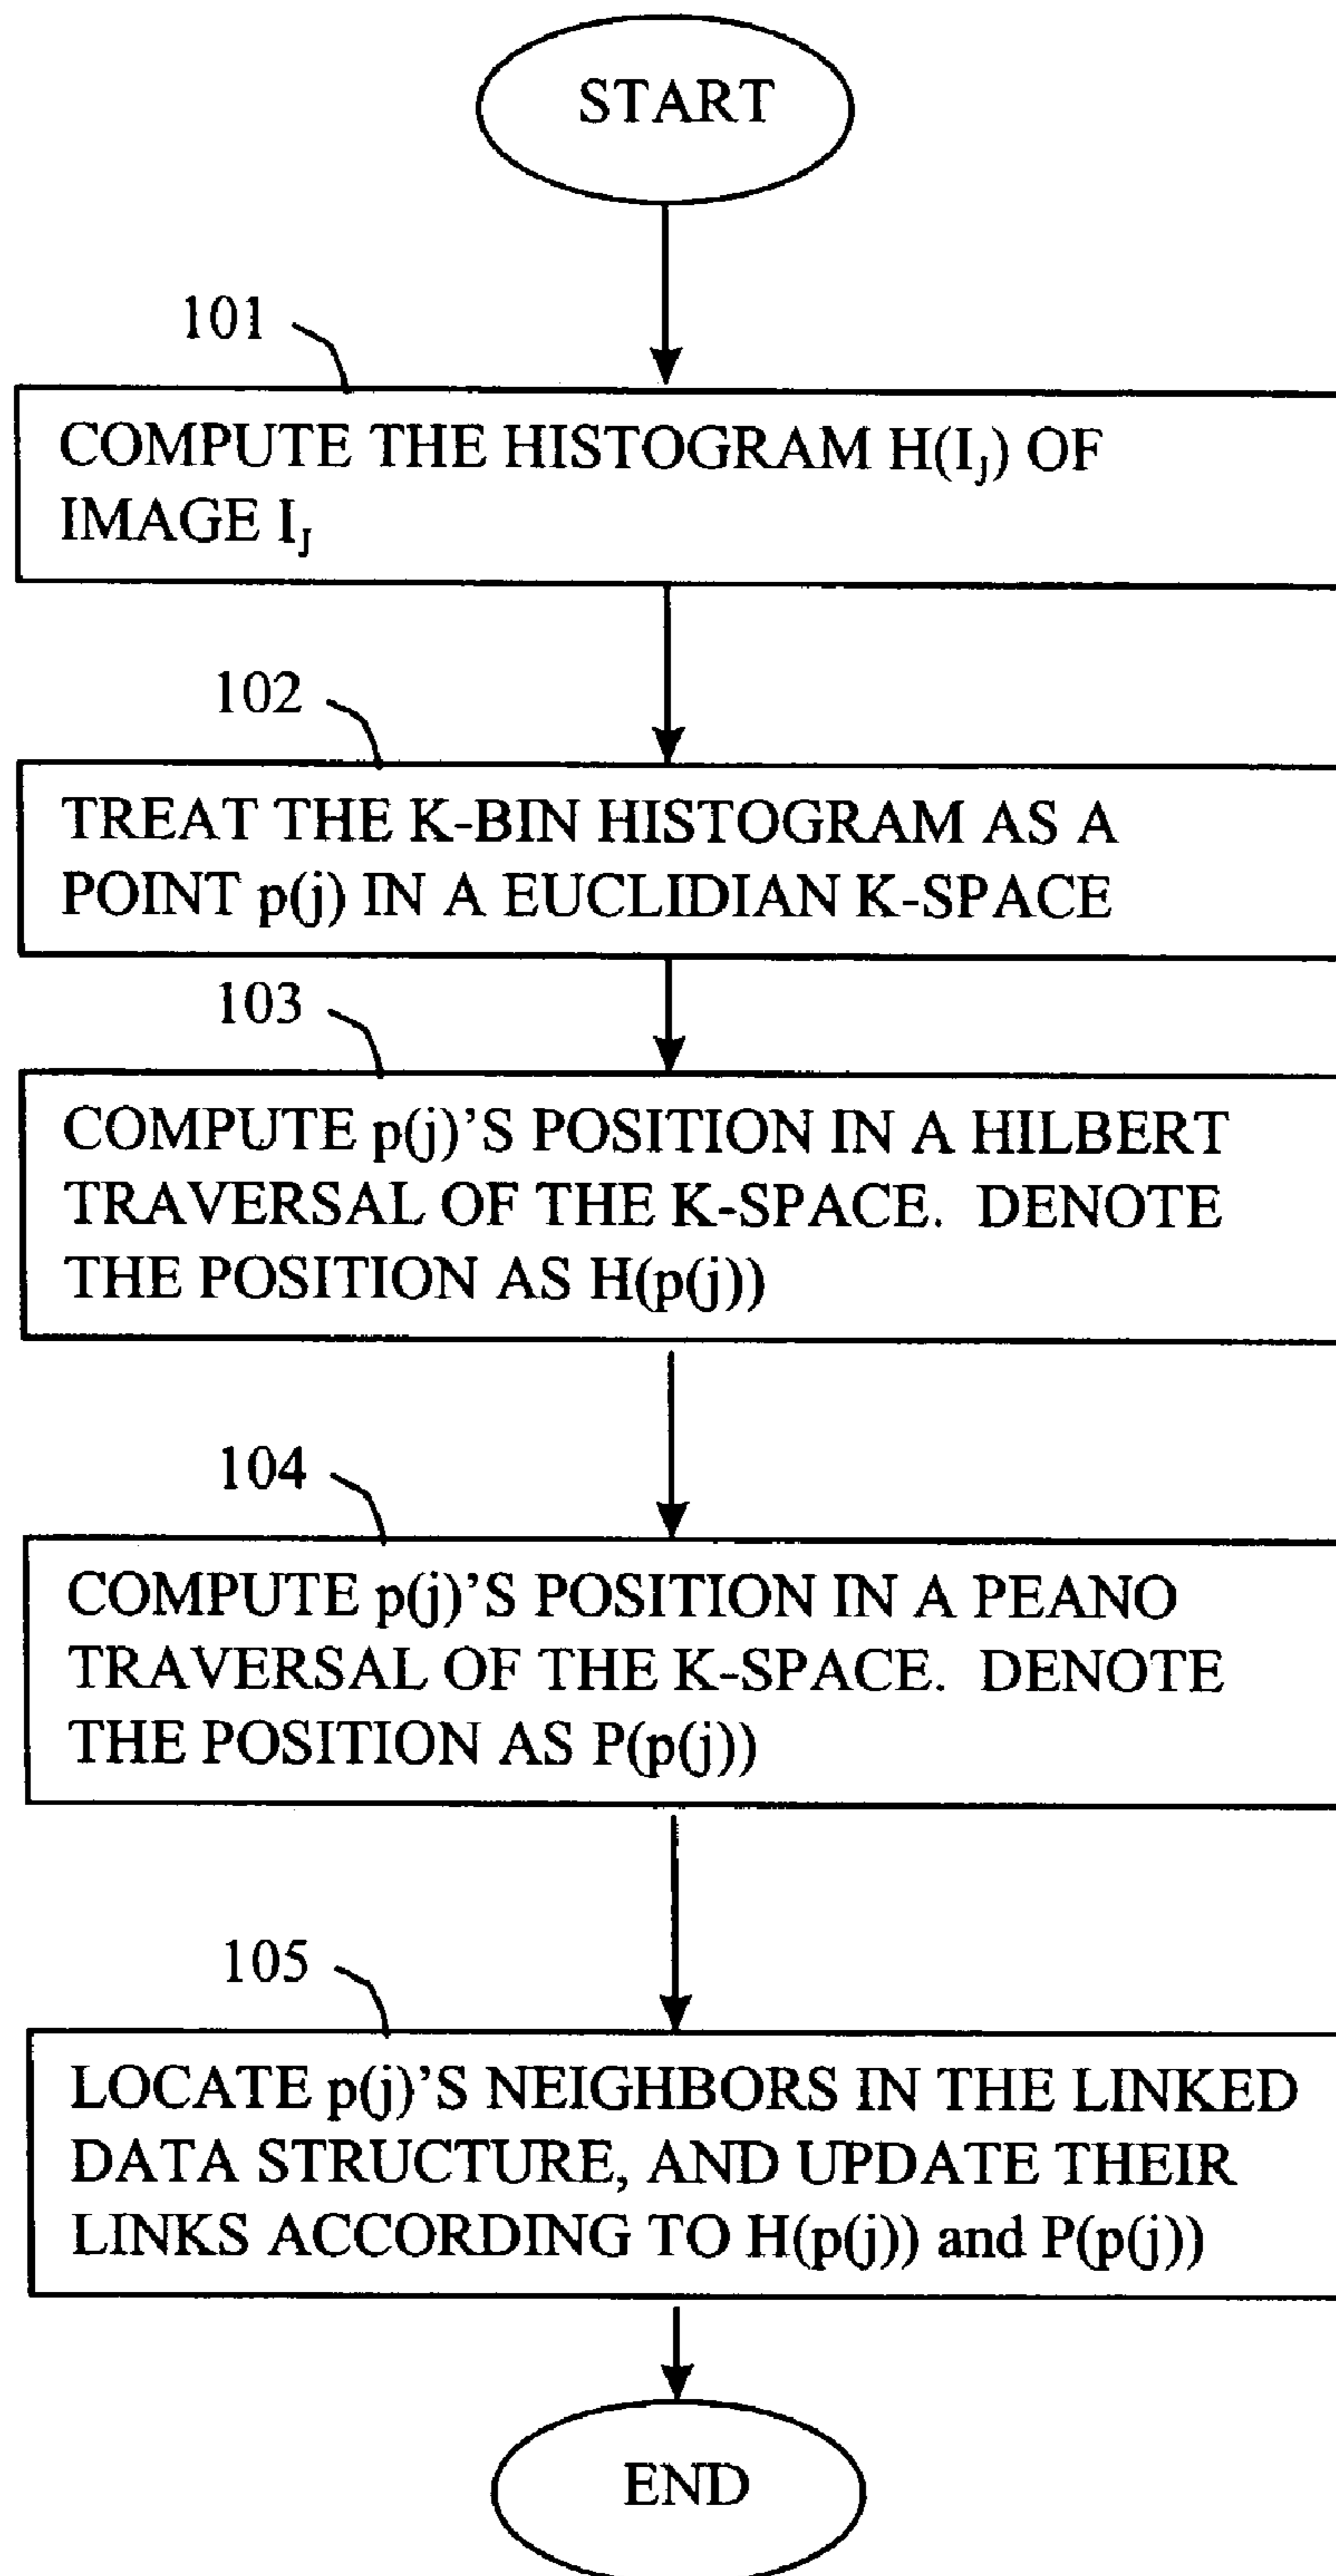 START
101
COMPUTE THE HISTOGRAM H(I_J) OF
IMAGE I_J
102
TREAT THE K-BIN HISTOGRAM AS A
POINT p(j) IN A EUCLIDIAN K-SPACE
103
COMPUTE p(j)'S POSITION IN A HILBERT
TRAVERSAL OF THE K-SPACE. DENOTE
THE POSITION AS H(p(j))
104
COMPUTE p(j)'S POSITION IN A PEANO
TRAVERSAL OF THE K-SPACE. DENOTE
THE POSITION AS P(p(j))
105
LOCATE p(j)'S NEIGHBORS IN THE LINKED
DATA STRUCTURE, AND UPDATE THEIR
LINKS ACCORDING TO H(p(j)) and P(p(j))
END